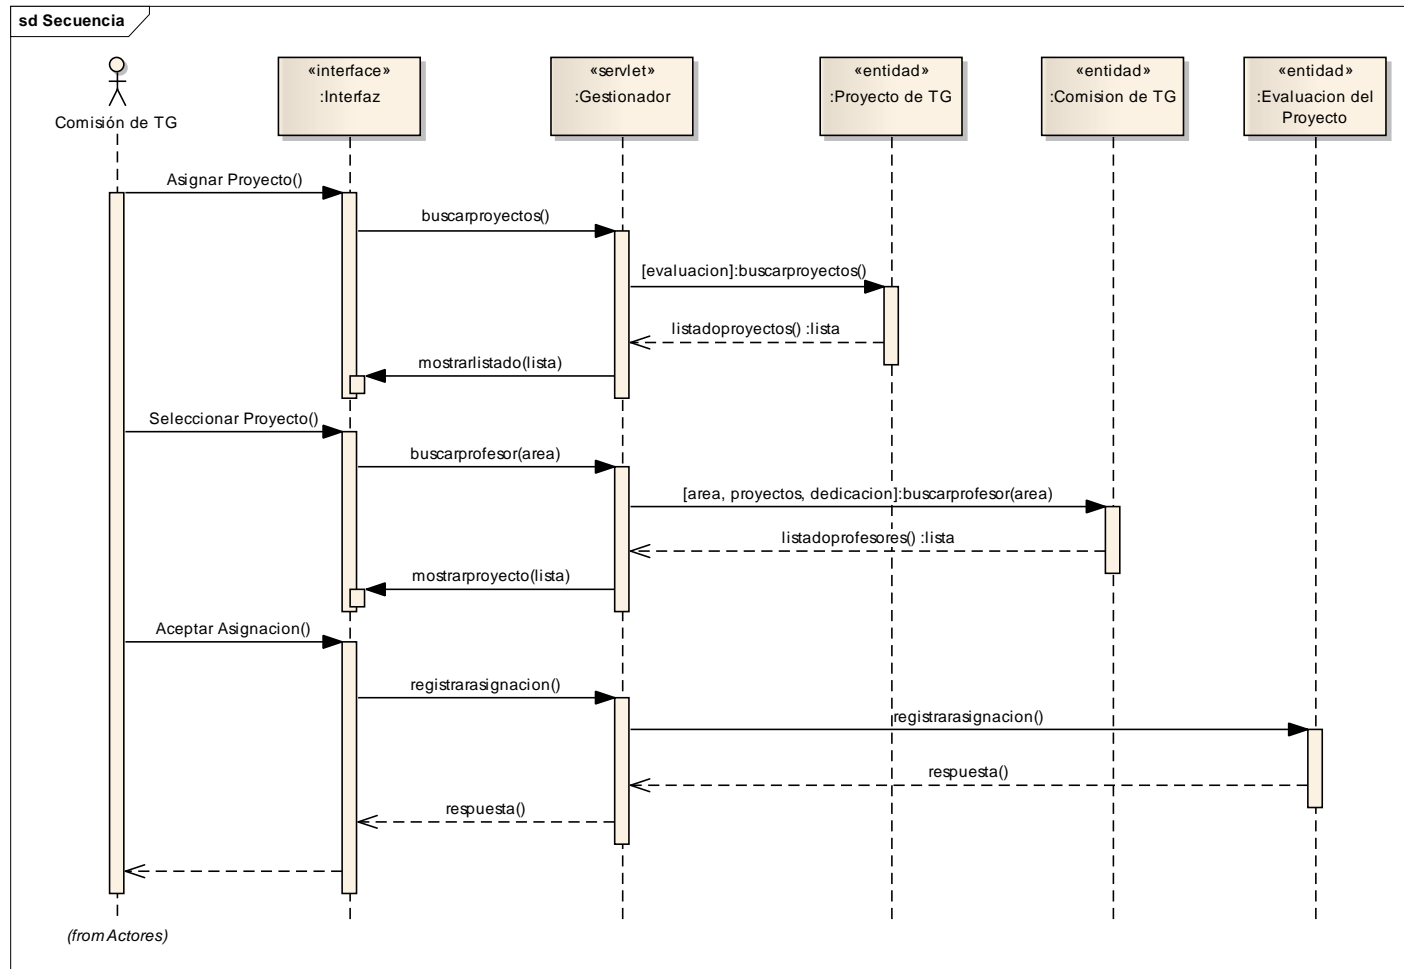 sd Secuencia
«interface»
:Interfaz
«servlet»
:Gestionador
«entidad»
:Proyecto de TG
«entidad»
:Comision de TG
«entidad»
:Evaluacion del
Proyecto
Comisión de TG
Asignar Proyecto()
buscarproyectos()
[evaluacion]:buscarproyectos()
listadoproyectos() :lista
mostrarlistado(lista)
Seleccionar Proyecto()
buscarprofesor(area)
[area, proyectos, dedicacion]:buscarprofesor(area)
listadoprofesores() :lista
mostrarproyecto(lista)
Aceptar Asignacion()
registrarasignacion()
registrarasignacion()
respuesta()
respuesta()
(from Actores)